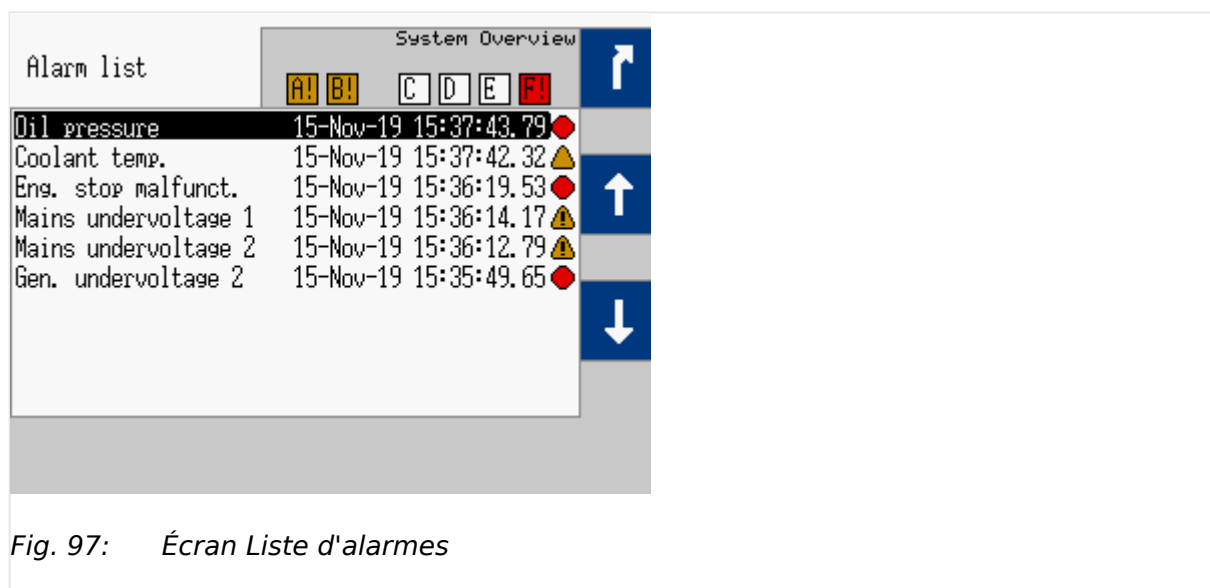 System Overview
Alarm list
A! B! C D E F!
Oil pressure 15-Nov-19 15:37:43.79
Coolant temp. 15-Nov-19 15:37:42.32
Eng. stop malfunct. 15-Nov-19 15:36:19.53
Mains undervoltage 1 15-Nov-19 15:36:14.17
Mains undervoltage 2 15-Nov-19 15:36:12.79
Gen. undervoltage 2 15-Nov-19 15:35:49.65
Fig. 97: Écran Liste d'alarmes